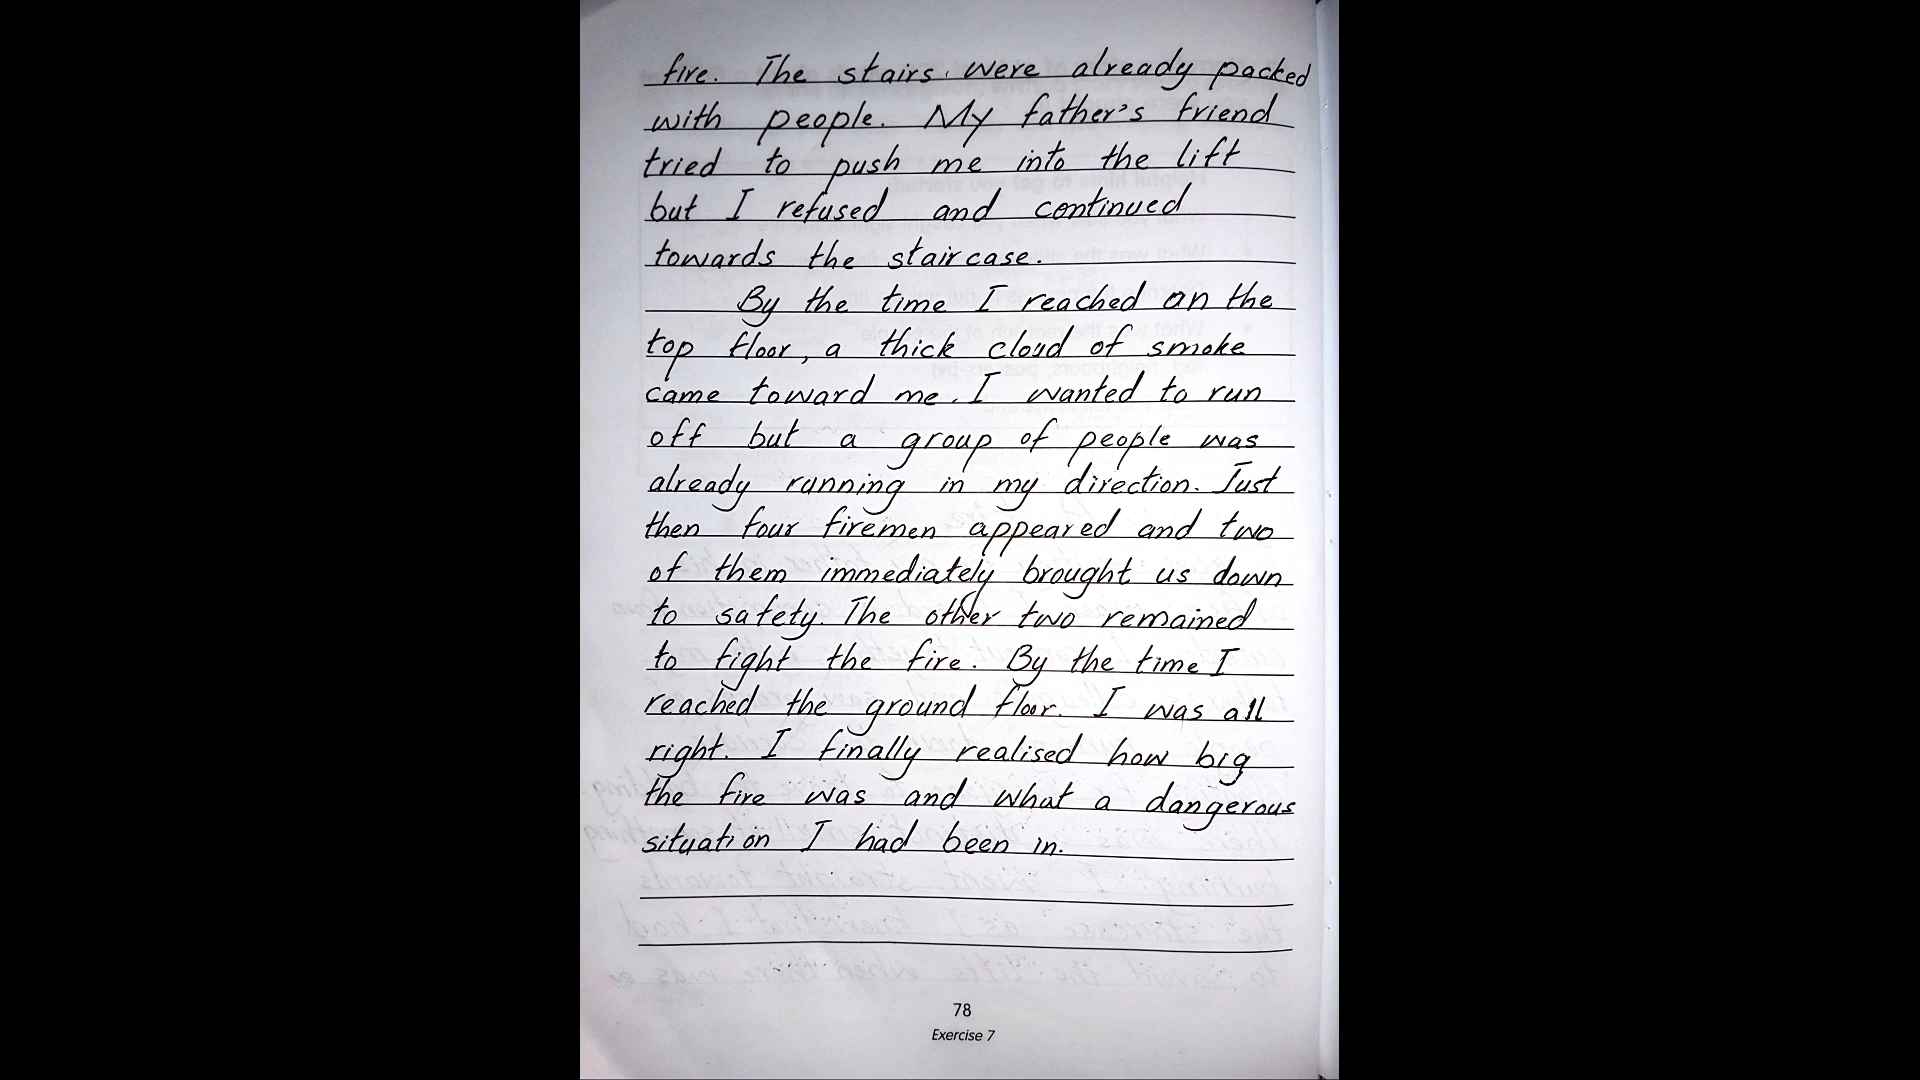 fire. The stairs were already packed
with people. My father's friend
tried to push me into the lift
but I refused and continued
towards the staircase.
By the time I reached an the
top floor, a thick cloud of smoke
came toward me. I wanted to run
off but a group of people was
already running in my direction. Just
then four firemen appeared and two
of them immediately brought us down
to safety. The other two remained
to fight the fire. By the time I
reached the ground floor. I was all
right. I finally realised how big
the fire was and what a dangerous
situation I had been in.
78
Exercise 7